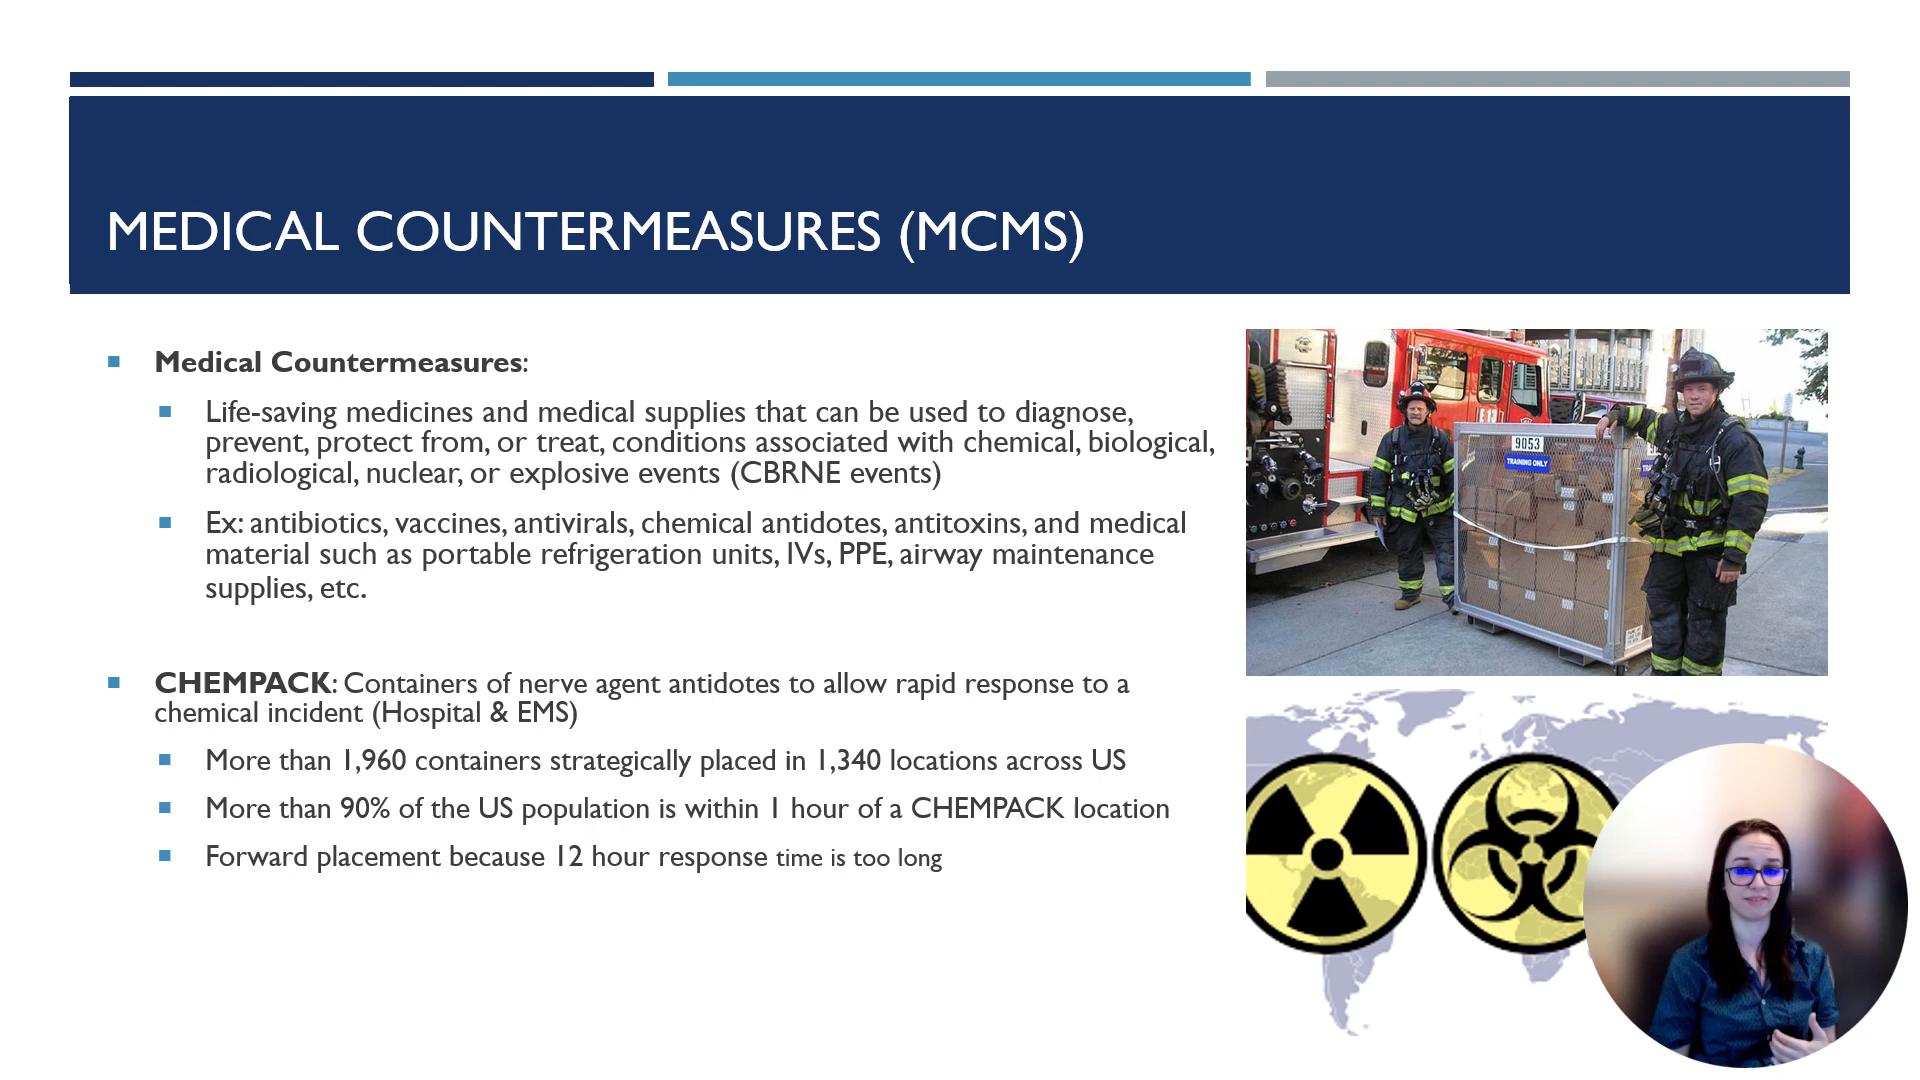 MEDICAL COUNTERMEASURES (MCMS)
Medical Countermeasures:
Life-saving medicines and medical supplies that can be used to diagnose,
prevent, protect from, or treat, conditions associated with chemical, biological,
radiological, nuclear, or explosive events (CBRNE events)
Ex: antibiotics, vaccines, antivirals, chemical antidotes, antitoxins, and medical
material such as portable refrigeration units, IVs, PPE, airway maintenance
supplies, etc.
CHEMPACK: Containers of nerve agent antidotes to allow rapid response to a
chemical incident (Hospital & EMS)
More than 1,960 containers strategically placed in 1,340 locations across US
More than 90% of the US population is within 1 hour of a CHEMPACK location
Forward placement because 12 hour response time is too long
E 13
9053
TRAINING ONLY